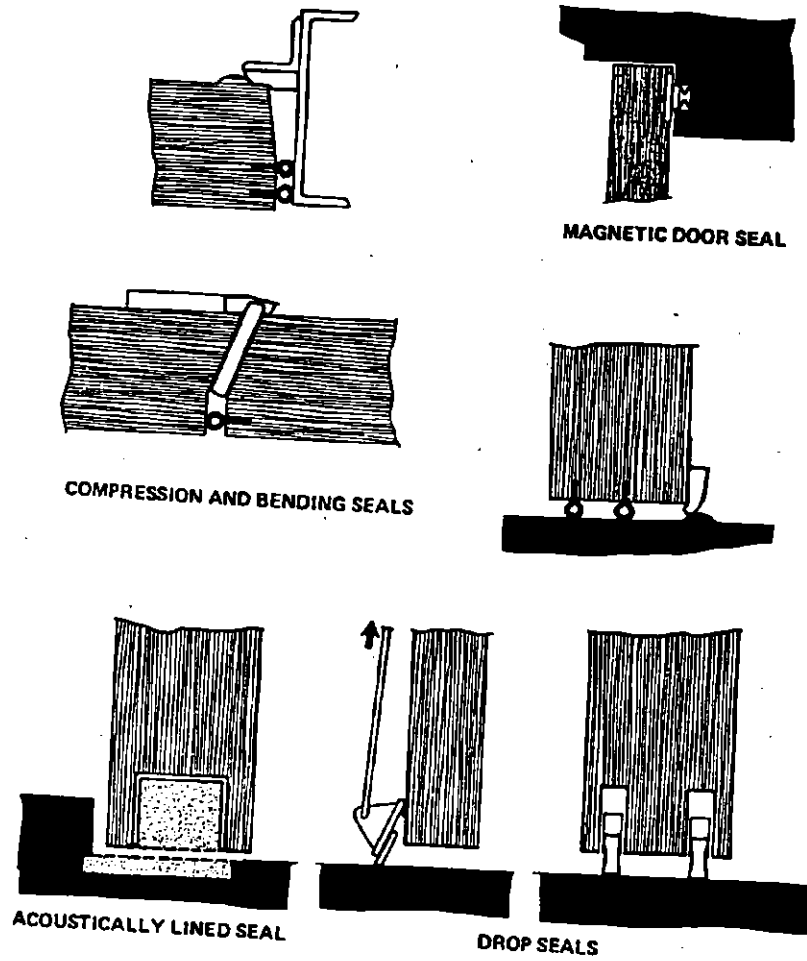 MAGNETIC DOOR SEAL
COMPRESSION AND BENDING SEALS
ACOUSTICALLY LINED SEAL
DROP SEALS